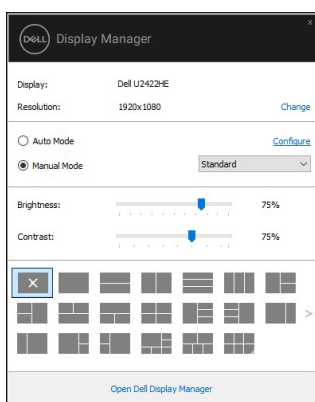 DELL Display Manager
Display: Dell U2422HE
Resolution: 1920x1080 Change
Auto Mode Configure
Manual Mode Standard
Brightness: 75%
Contrast: 75%
Open Dell Display Manager